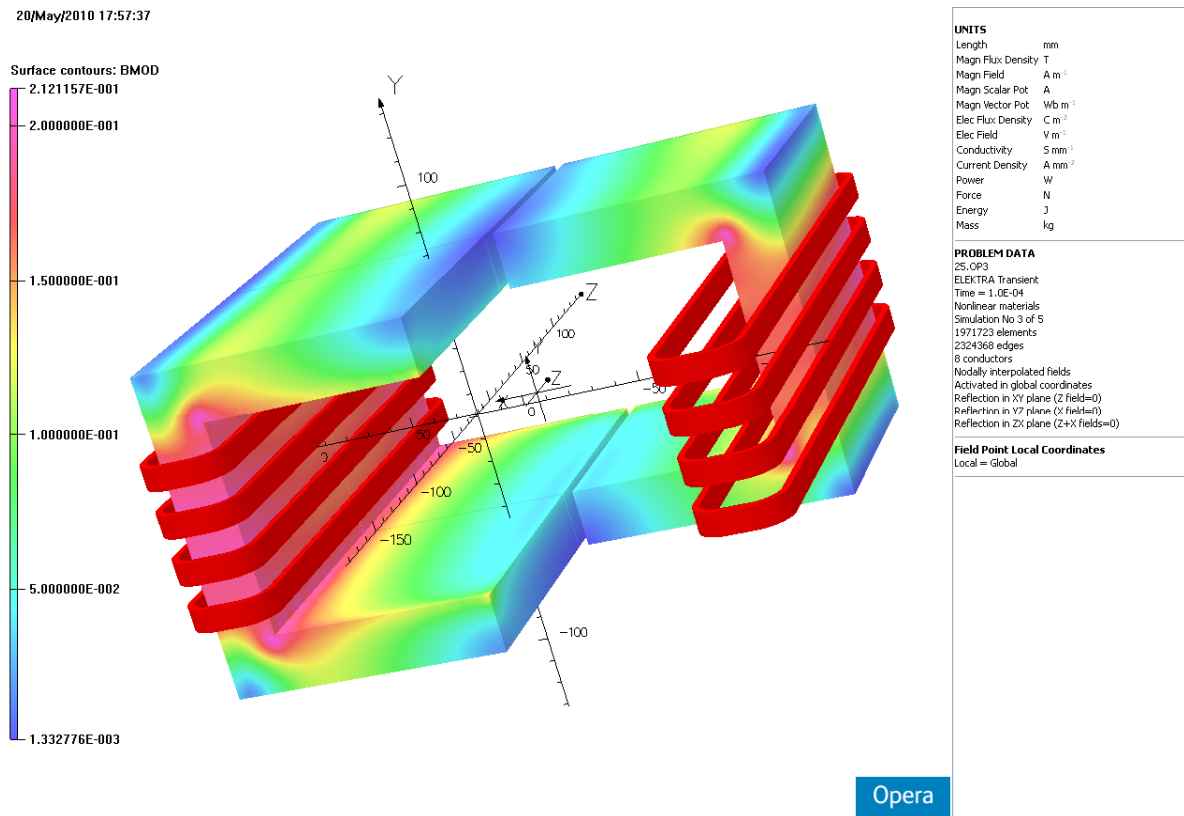 20/May/2010 17:57:37
Surface contours: BMOD
2.121157E-001
2.000000E-001
1.500000E-001
1.000000E-001
5.000000E-002
1.332776E-003
Y
100
Z
100
50
Y
Z
X
0
-50
50
-50
-100
-150
-100
UNITS
Length mm
Magn Flux Density T
Magn Field A m⁻¹
Magn Scalar Pot A
Magn Vector Pot Wb m⁻¹
Elec Flux Density C m⁻²
Elec Field V m⁻¹
Conductivity S mm⁻¹
Current Density A mm⁻²
Power W
Force N
Energy J
Mass kg
PROBLEM DATA
25.OP3
ELEKTRA Transient
Time = 1.0E-04
Nonlinear materials
Simulation No 3 of 5
1971723 elements
2324368 edges
8 conductors
Nodally interpolated fields
Activated in global coordinates
Reflection in XY plane (Z field=0)
Reflection in YZ plane (X field=0)
Reflection in ZX plane (Z+X fields=0)
Field Point Local Coordinates
Local = Global
Opera